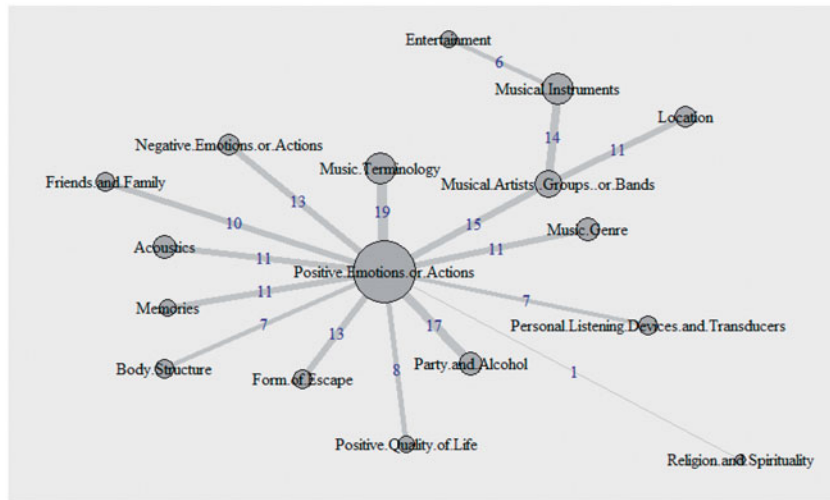 Entertainment
6
Musical.Instruments
Location
14
11
Negative.Emotions.or.Actions
Music.Terminology
Friends.and.Family
Musical.Artists..Groups..or.Bands
13
19
10
15
Music.Genre
Acoustics
11
11
Positive.Emotions.or.Actions
11
Memories
7
Personal.Listening.Devices.and.Transducers
7
13
17
Body.Structure
Form.of.Escape
8
Party.and.Alcohol
1
Positive.Quality.of.Life
Religion.and.Spirituality